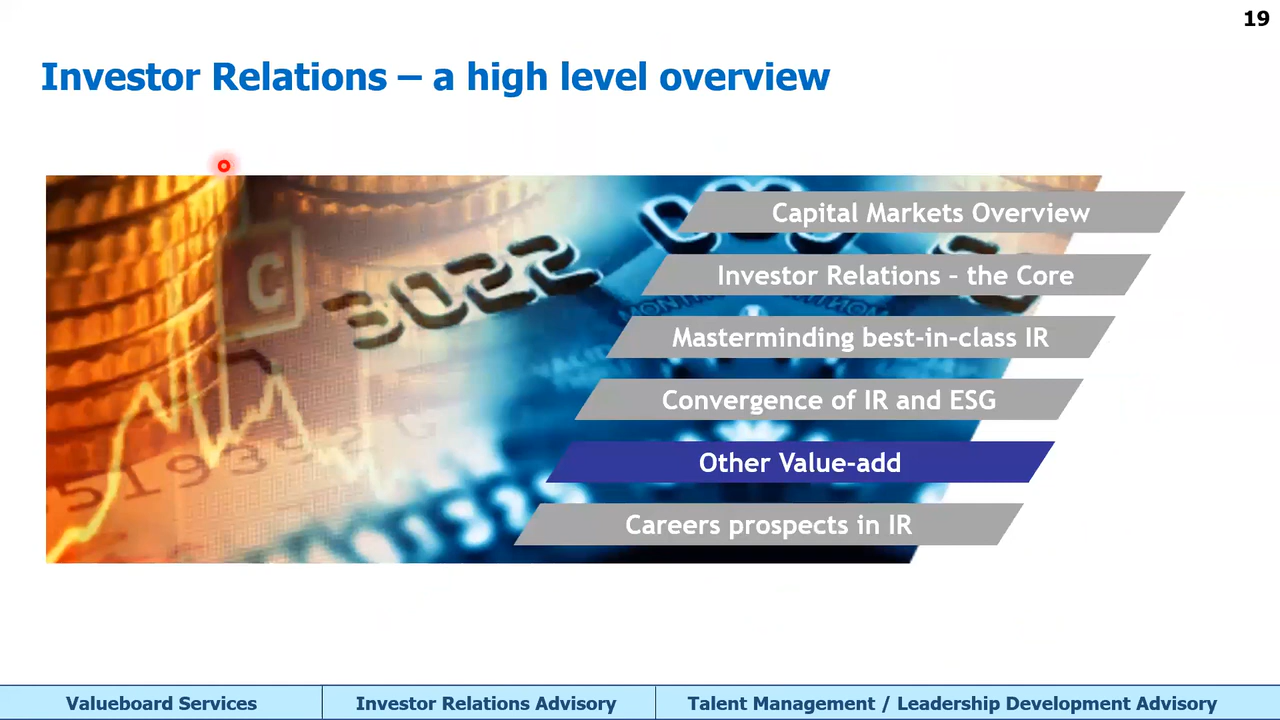 19
Investor Relations – a high level overview
Capital Markets Overview
Investor Relations - the Core
Masterminding best-in-class IR
Convergence of IR and ESG
Other Value-add
Careers prospects in IR
C
3022
519393
Valueboard Services
Investor Relations Advisory
Talent Management / Leadership Development Advisory